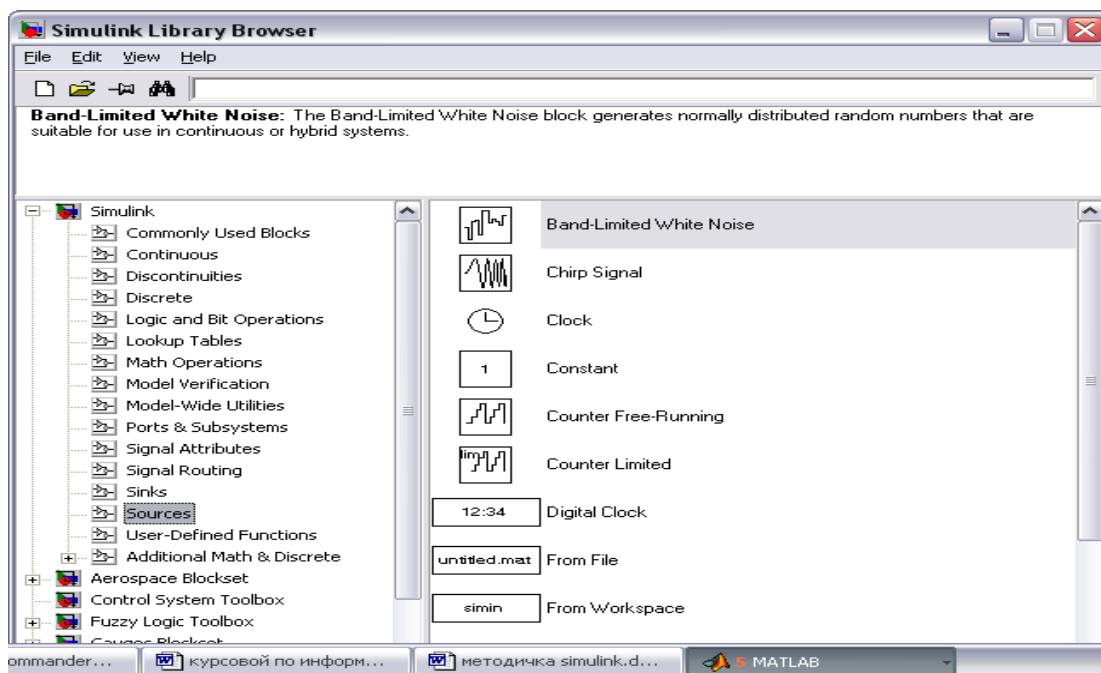 Simulink Library Browser
File Edit View Help
Band-Limited White Noise: The Band-Limited White Noise block generates normally distributed random numbers that are
suitable for use in continuous or hybrid systems.
Simulink
Commonly Used Blocks
Continuous
Discontinuities
Discrete
Logic and Bit Operations
Lookup Tables
Math Operations
Model Verification
Model-Wide Utilities
Ports & Subsystems
Signal Attributes
Signal Routing
Sinks
Sources
User-Defined Functions
Additional Math & Discrete
Aerospace Blockset
Control System Toolbox
Fuzzy Logic Toolbox
Gauges Blockset
Band-Limited White Noise
Chirp Signal
Clock
1 Constant
Counter Free-Running
lim Counter Limited
12:34 Digital Clock
untitled.mat From File
simin From Workspace
ommander... курсовой по информ... методичка simulink.d... 5 MATLAB